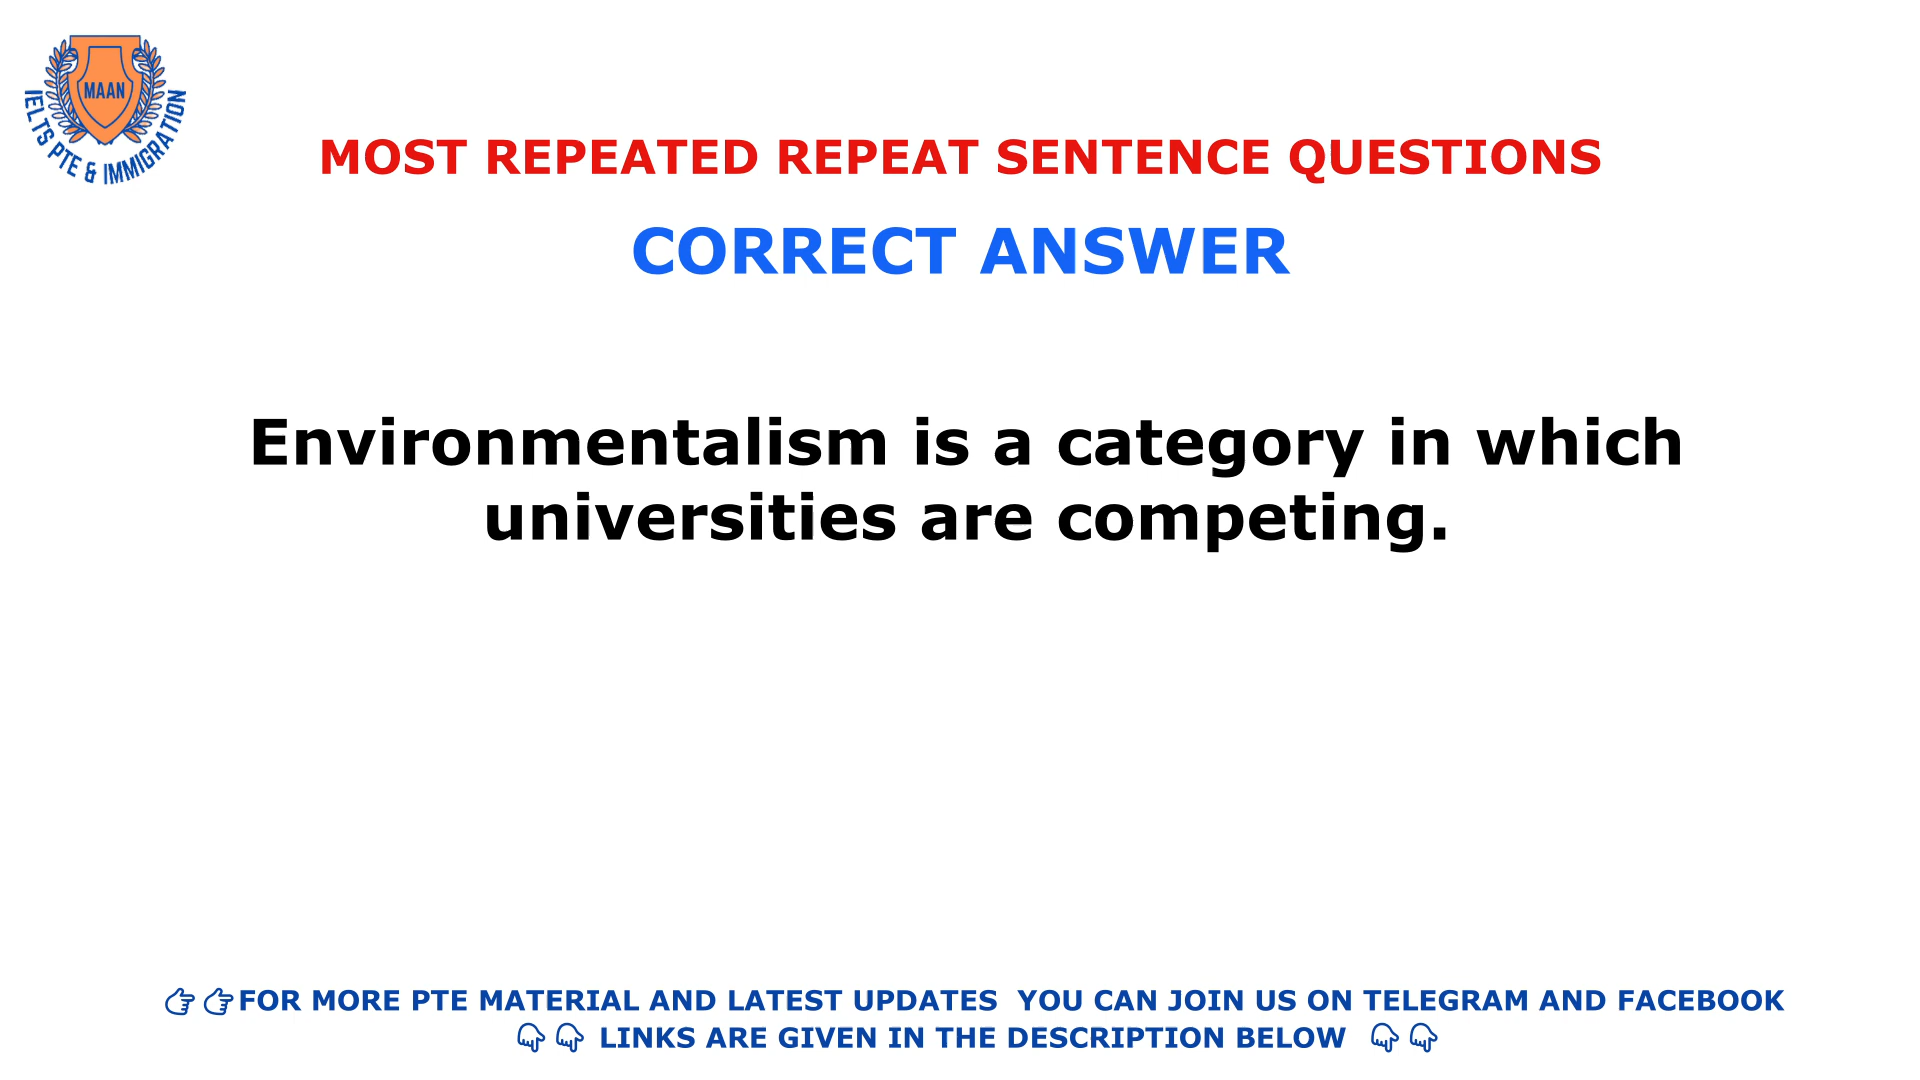 MAAN
IELTS PTE & IMMIGRATION
MOST REPEATED REPEAT SENTENCE QUESTIONS
CORRECT ANSWER
Environmentalism is a category in which
universities are competing.
FOR MORE PTE MATERIAL AND LATEST UPDATES YOU CAN JOIN US ON TELEGRAM AND FACEBOOK
LINKS ARE GIVEN IN THE DESCRIPTION BELOW